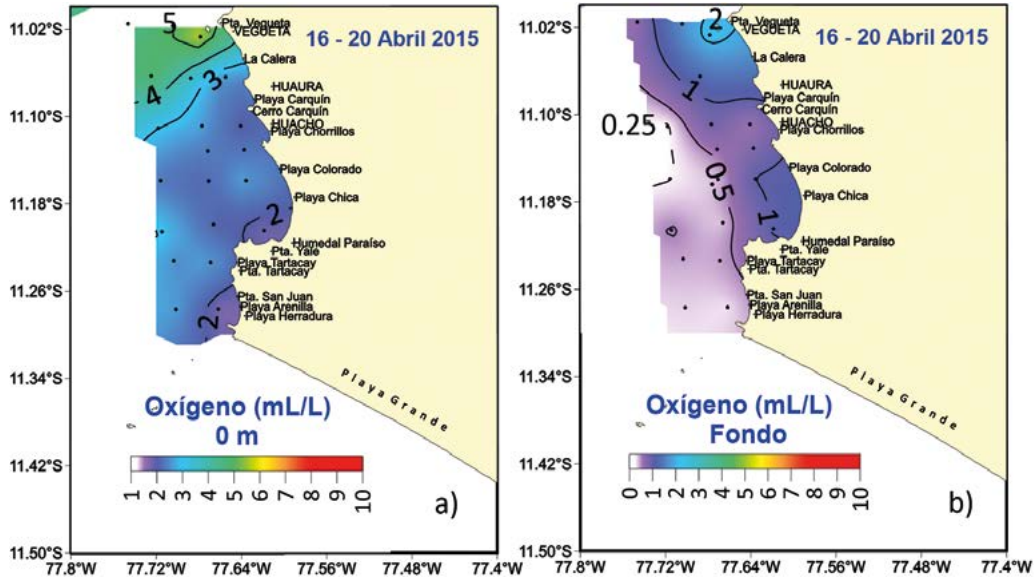 11.02°S
11.10°S
11.18°S
11.26°S
11.34°S
11.42°S
11.50°S
77.8°W
77.72°W
77.64°W
77.56°W
77.48°W
77.4°W
16 - 20 Abril 2015
Pta. Vegueta
VEGUETA
La Calera
HUAURA
Playa Carquín
Cerro Carquín
HUACHO
Playa Chorrillos
Playa Colorado
Playa Chica
Humedal Paraíso
Pta. Yale
Playa Tartacay
Pta. Tartacay
Pta. San Juan
Playa Arenilla
Playa Herradura
Playa Grande
5
4
3
2
2
Oxígeno (mL/L)
0 m
1 2 3 4 5 6 7 8 9 10
a)
11.02°S
11.10°S
11.18°S
11.26°S
11.34°S
11.42°S
11.50°S
77.8°W
77.72°W
77.64°W
77.56°W
77.48°W
77.4°W
16 - 20 Abril 2015
Pta. Vegueta
VEGUETA
La Calera
HUAURA
Playa Carquín
Cerro Carquín
HUACHO
Playa Chorrillos
Playa Colorado
Playa Chica
Humedal Paraíso
Pta. Yale
Playa Tartacay
Pta. Tartacay
Pta. San Juan
Playa Arenilla
Playa Herradura
Playa Grande
2
1
0.25
0.5
1
Oxígeno (mL/L)
Fondo
0 1 2 3 4 5 6 7 8 9 10
b)